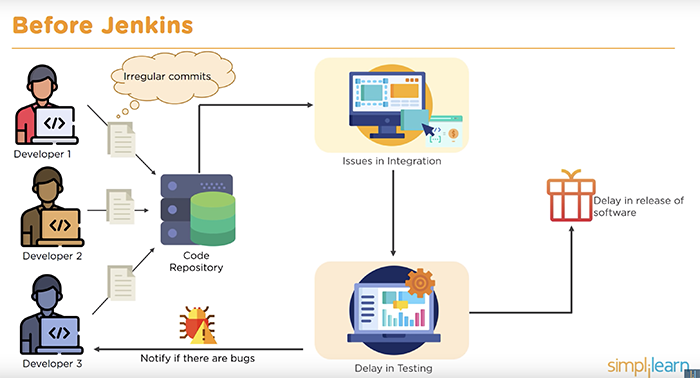 Before Jenkins
Irregular commits
</>
Developer 1
</>
Developer 2
</>
Developer 3
Code
Repository
Issues in Integration
Delay in release of
software
Notify if there are bugs
Delay in Testing
simplilearn